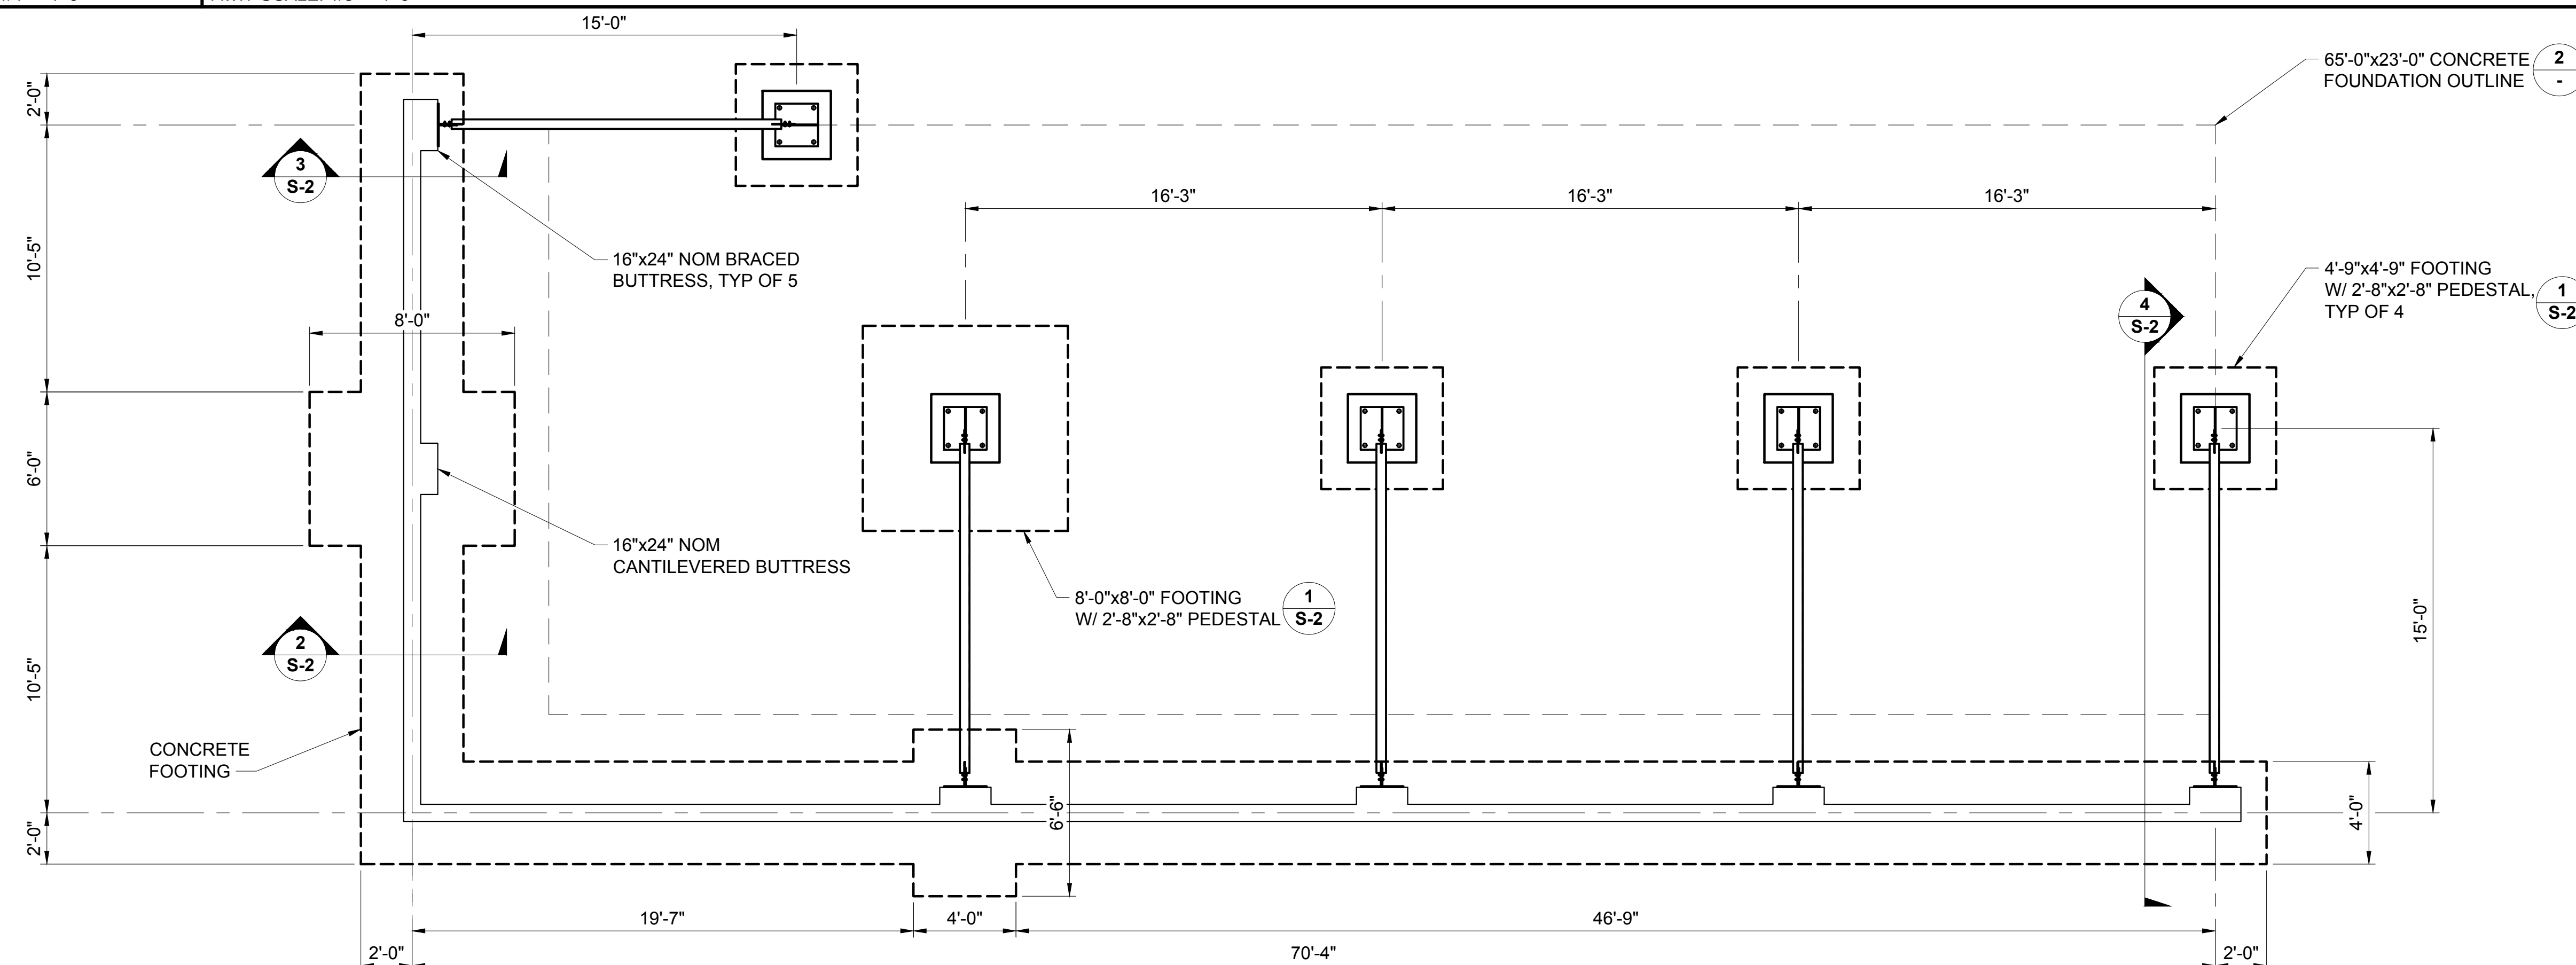 15'-0"
65'-0"x23'-0" CONCRETE
FOUNDATION OUTLINE
2
-
2'-0"
3
S-2
16'-3"
16'-3"
16'-3"
10'-5"
16"x24" NOM BRACED
BUTTRESS, TYP OF 5
4'-9"x4'-9" FOOTING
W/ 2'-8"x2'-8" PEDESTAL,
TYP OF 4
1
S-2
4
S-2
8'-0"
6'-0"
16"x24" NOM
CANTILEVERED BUTTRESS
8'-0"x8'-0" FOOTING
W/ 2'-8"x2'-8" PEDESTAL
1
S-2
15'-0"
2
S-2
10'-5"
CONCRETE
FOOTING
6'-6"
4'-0"
2'-0"
19'-7"
4'-0"
46'-9"
2'-0"
70'-4"
2'-0"